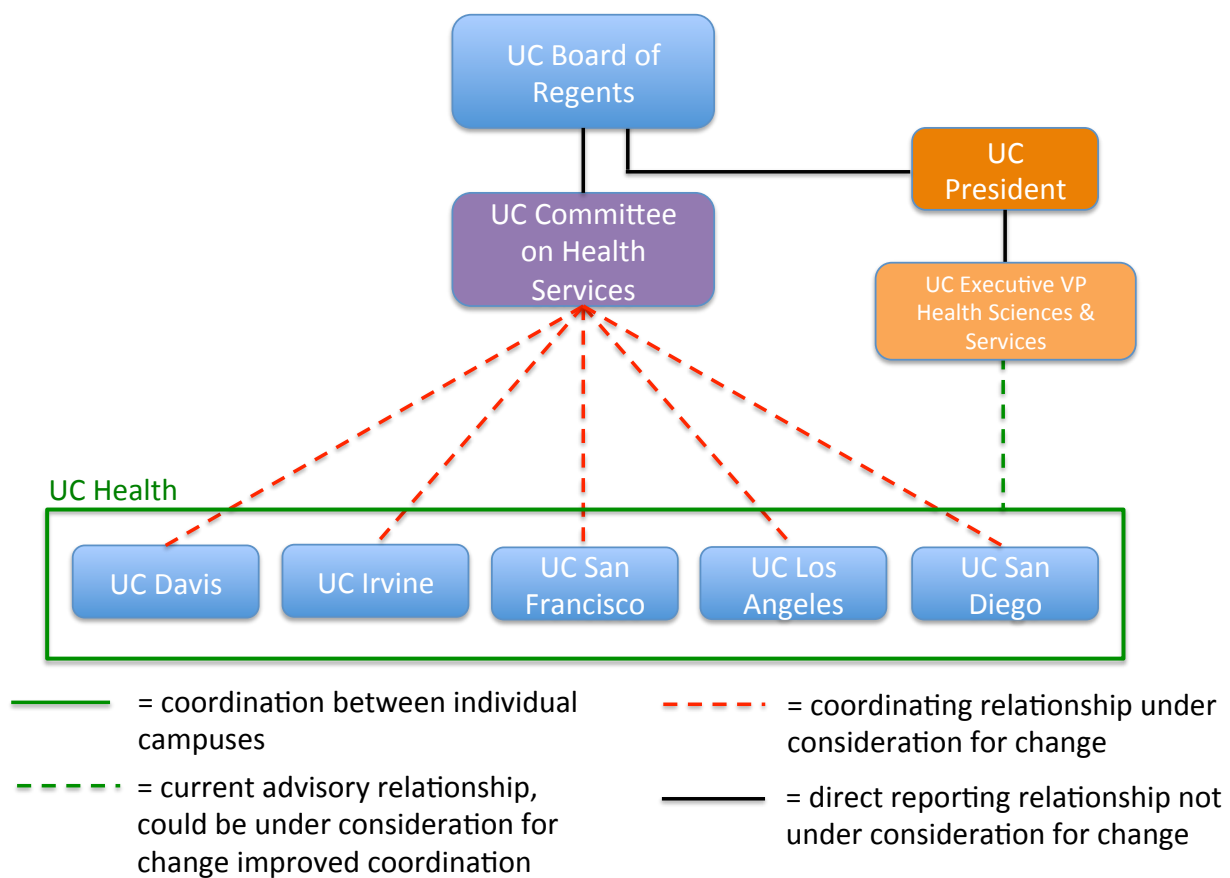 UC Board of
Regents
UC
President
UC Committee
on Health
Services
UC Executive VP
Health Sciences &
Services
UC Health
UC Davis
UC Irvine
UC San
Francisco
UC Los
Angeles
UC San
Diego
= coordination between individual
campuses
= current advisory relationship,
could be under consideration for
change improved coordination
= coordinating relationship under
consideration for change
= direct reporting relationship not
under consideration for change